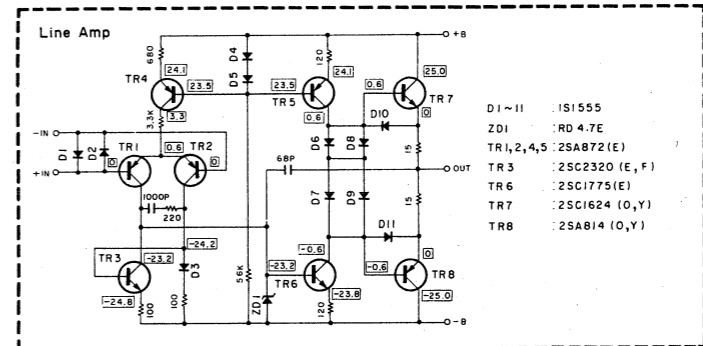 Line Amp
+B
680
D4
D5
120
TR4
24.1
23.5
23.5
24.1
0.6
25.0
TR5
TR7
3.3
0.6
0
3.3K
D10
-IN
D1
D2
TR1
TR2
0.6
D6
D8
15
+IN
0
0
68P
OUT
1000P
220
D7
D9
15
-24.2
D11
0
TR3
-23.2
D3
56K
-23.2
-0.6
-0.6
TR8
ZD1
TR6
-23.8
-24.8
100
100
120
-25.0
-B
D1~11 : 1S1555
ZD1 : RD 4.7E
TR1,2,4,5 : 2SA872(E)
TR3 : 2SC2320 (E, F)
TR6 : 2SC1775(E)
TR7 : 2SC1624 (O,Y)
TR8 : 2SA814 (O,Y)